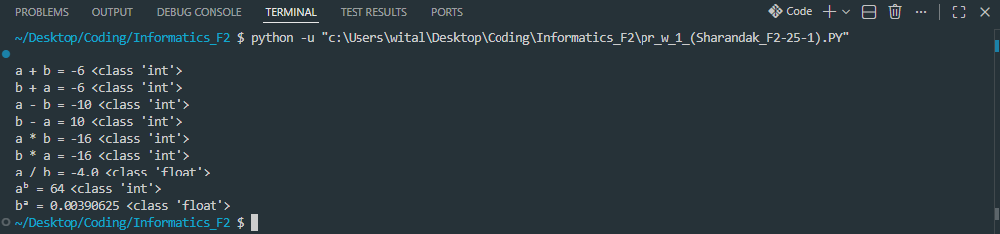 PROBLEMS OUTPUT DEBUG CONSOLE TERMINAL TEST RESULTS PORTS Code
~/Desktop/Coding/Informatics_F2 $ python -u "c:\Users\wital\Desktop\Coding\Informatics_F2\pr_w_1_(Sharandak_F2-25-1).PY"
a + b = -6 <class 'int'>
b + a = -6 <class 'int'>
a - b = -10 <class 'int'>
b - a = 10 <class 'int'>
a * b = -16 <class 'int'>
b * a = -16 <class 'int'>
a / b = -4.0 <class 'float'>
aᵇ = 64 <class 'int'>
bᵃ = 0.00390625 <class 'float'>
~/Desktop/Coding/Informatics_F2 $